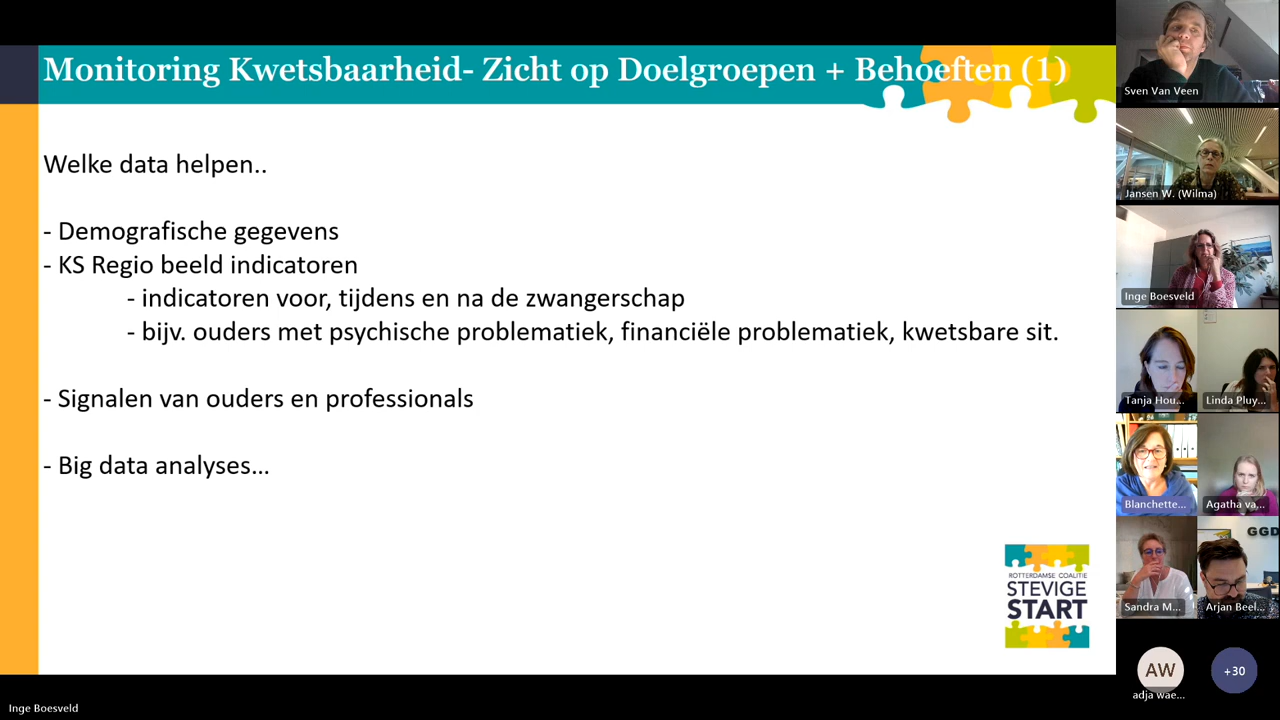 Monitoring Kwetsbaarheid- Zicht op Doelgroepen + Behoeften (1)
Welke data helpen..
- Demografische gegevens
- KS Regio beeld indicatoren
- indicatoren voor, tijdens en na de zwangerschap
- bijv. ouders met psychische problematiek, financiële problematiek, kwetsbare sit.
- Signalen van ouders en professionals
- Big data analyses...
ROTTERDAMSE COALITIE
STEVIGE
START
Sven Van Veen
Jansen W. (Wilma)
Inge Boesveld
Tanja Hou...
Linda Pluy...
Blanchette...
Agatha va...
GGD
Sandra M...
Arjan Beel...
AW
adja wae...
+30
Inge Boesveld